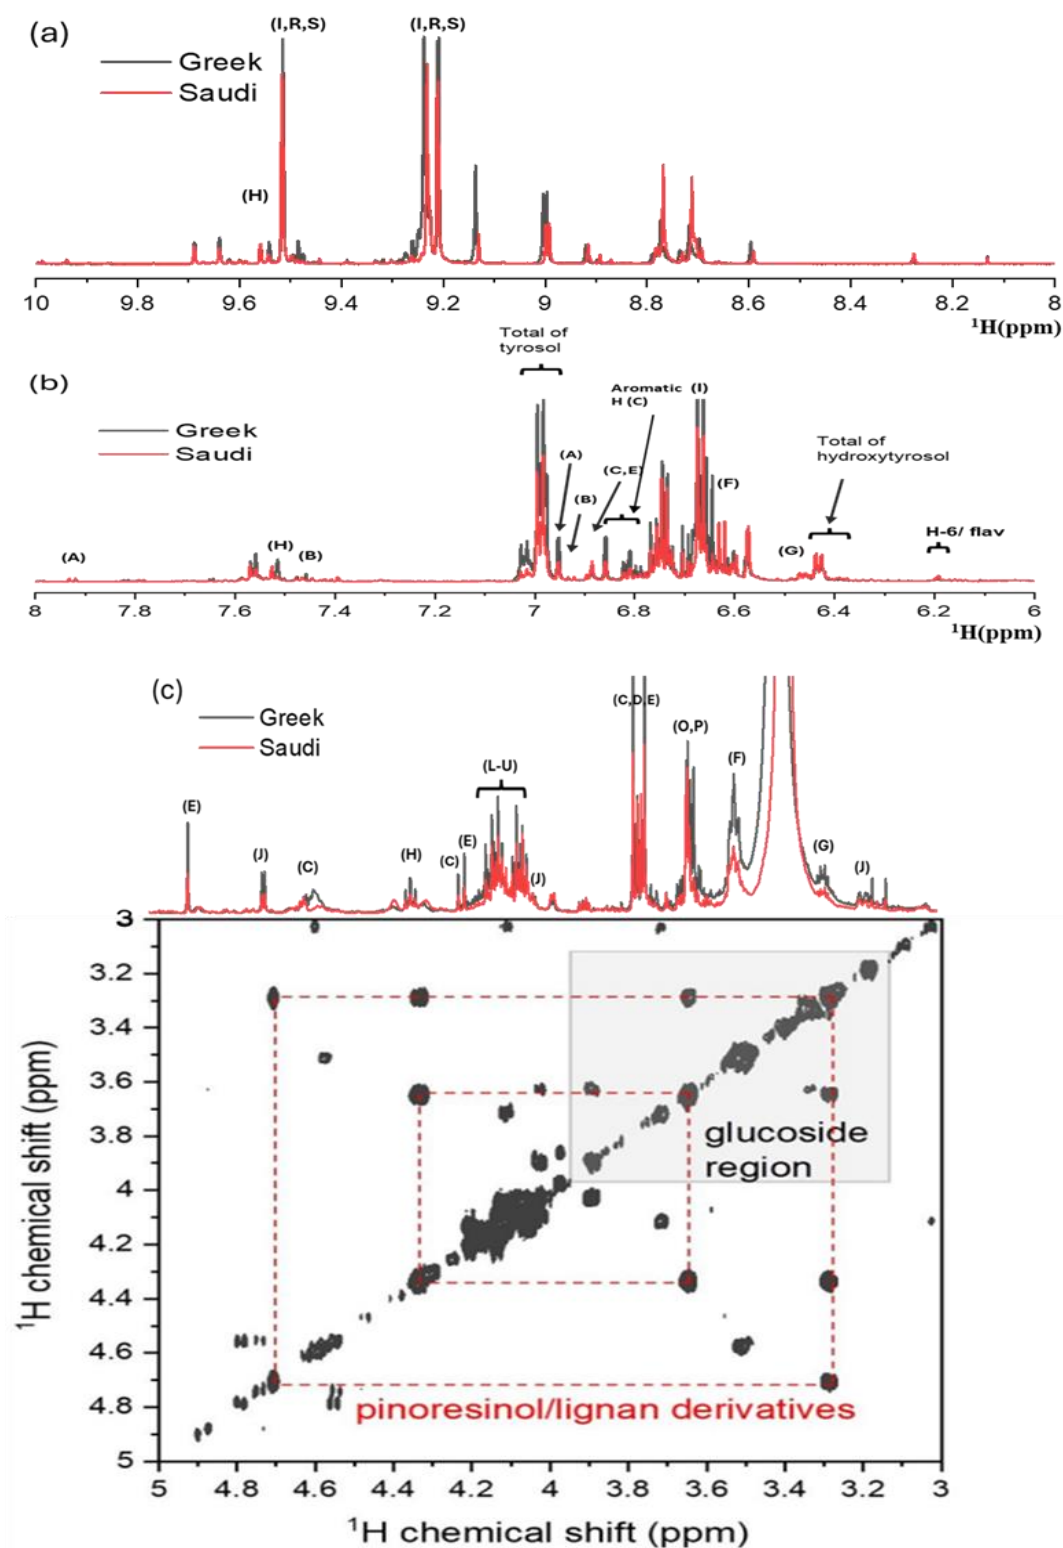 (a)
(I,R,S) (I,R,S)
Greek
Saudi
(H)
10 9.8 9.6 9.4 9.2 9 8.8 8.6 8.4 8.2 8
¹H(ppm)
(b)
Total of
tyrosol
Greek
Saudi
Aromatic (I)
H (C)
(A)
(C,E)
(B)
(F)
Total of
hydroxytyrosol
(A) (H) (B) (G) H-6/ flav
8 7.8 7.6 7.4 7.2 7 6.8 6.6 6.4 6.2 6
¹H(ppm)
(c)
Greek
Saudi
(C,D,E)
(O,P)
(L-U) (F)
(E) (J) (C) (H) (C) (E) (J) (G) (J)
3
3.2
3.4
3.6
3.8
4
4.2
4.4
4.6
4.8
5
¹H chemical shift (ppm)
glucoside
region
pinoresinol/lignan derivatives
5 4.8 4.6 4.4 4.2 4 3.8 3.6 3.4 3.2 3
¹H chemical shift (ppm)